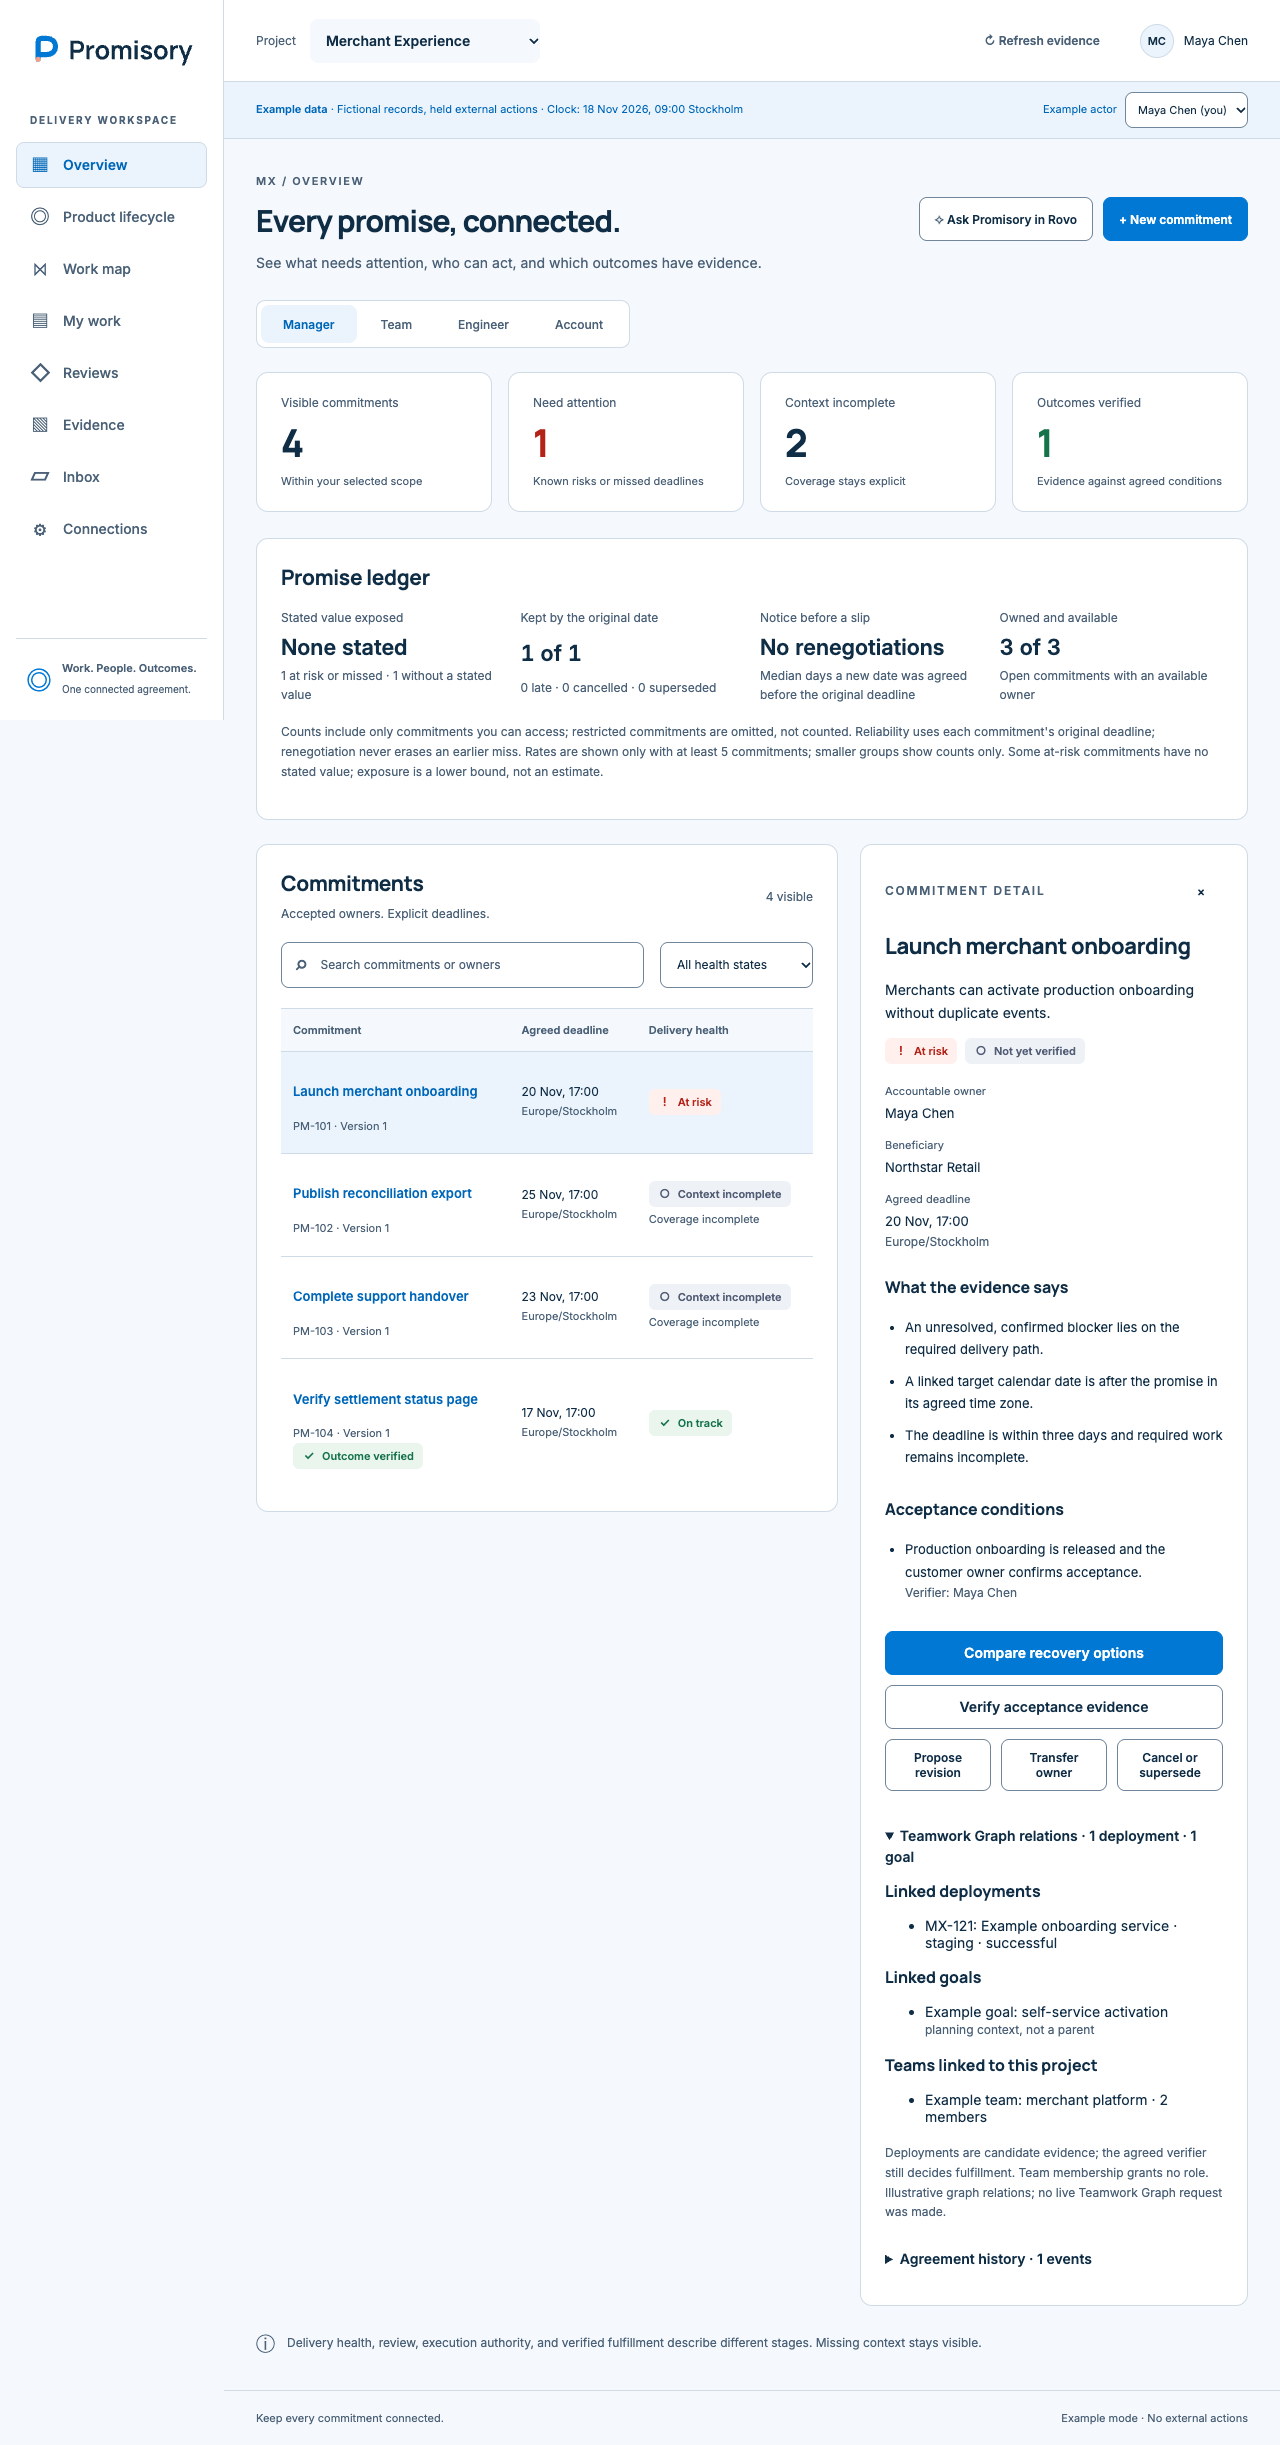 Promisory
DELIVERY WORKSPACE
Overview
Product lifecycle
Work map
My work
Reviews
Evidence
Inbox
Connections
Work. People. Outcomes.
One connected agreement.
Project
Merchant Experience
↻ Refresh evidence
MC
Maya Chen
Example data · Fictional records, held external actions · Clock: 18 Nov 2026, 09:00 Stockholm
Example actor
Maya Chen (you)
MX / OVERVIEW
Every promise, connected.
See what needs attention, who can act, and which outcomes have evidence.
Ask Promisory in Rovo
+ New commitment
Manager
Team
Engineer
Account
Visible commitments
4
Within your selected scope
Need attention
1
Known risks or missed deadlines
Context incomplete
2
Coverage stays explicit
Outcomes verified
1
Evidence against agreed conditions
Promise ledger
Stated value exposed
None stated
1 at risk or missed · 1 without a stated
value
Kept by the original date
1 of 1
0 late · 0 cancelled · 0 superseded
Notice before a slip
No renegotiations
Median days a new date was agreed
before the original deadline
Owned and available
3 of 3
Open commitments with an available
owner
Counts include only commitments you can access; restricted commitments are omitted, not counted. Reliability uses each commitment's original deadline;
renegotiation never erases an earlier miss. Rates are shown only with at least 5 commitments; smaller groups show counts only. Some at-risk commitments have no
stated value; exposure is a lower bound, not an estimate.
Commitments
Accepted owners. Explicit deadlines.
4 visible
Search commitments or owners
All health states
Commitment
Agreed deadline
Delivery health
Launch merchant onboarding
PM-101 · Version 1
20 Nov, 17:00
Europe/Stockholm
! At risk
Publish reconciliation export
PM-102 · Version 1
25 Nov, 17:00
Europe/Stockholm
Context incomplete
Coverage incomplete
Complete support handover
PM-103 · Version 1
23 Nov, 17:00
Europe/Stockholm
Context incomplete
Coverage incomplete
Verify settlement status page
PM-104 · Version 1
✓ Outcome verified
17 Nov, 17:00
Europe/Stockholm
✓ On track
COMMITMENT DETAIL
×
Launch merchant onboarding
Merchants can activate production onboarding
without duplicate events.
! At risk
Not yet verified
Accountable owner
Maya Chen
Beneficiary
Northstar Retail
Agreed deadline
20 Nov, 17:00
Europe/Stockholm
What the evidence says
• An unresolved, confirmed blocker lies on the
required delivery path.
• A linked target calendar date is after the promise in
its agreed time zone.
• The deadline is within three days and required work
remains incomplete.
Acceptance conditions
• Production onboarding is released and the
customer owner confirms acceptance.
Verifier: Maya Chen
Compare recovery options
Verify acceptance evidence
Propose
revision
Transfer
owner
Cancel or
supersede
▼ Teamwork Graph relations · 1 deployment · 1
goal
Linked deployments
• MX-121: Example onboarding service ·
staging · successful
Linked goals
• Example goal: self-service activation
planning context, not a parent
Teams linked to this project
• Example team: merchant platform · 2
members
Deployments are candidate evidence; the agreed verifier
still decides fulfillment. Team membership grants no role.
Illustrative graph relations; no live Teamwork Graph request
was made.
▶ Agreement history · 1 events
Delivery health, review, execution authority, and verified fulfillment describe different stages. Missing context stays visible.
Keep every commitment connected.
Example mode · No external actions